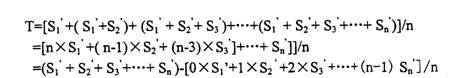 T=[S₁'+( S₁'+S₂')+ (S₁' + S₂'+ S₃')+⋯+(S₁' + S₂'+ S₃'+⋯+ Sₙ')]/n
=[n×S₁'+( n-1)×S₂'+ (n-3)×S₃']+⋯+ Sₙ']]/n
=(S₁' + S₂'+ S₃'+⋯+ Sₙ')-[0×S₁'+1×S₂' +2×S₃' +⋯+(n-1) Sₙ']/n